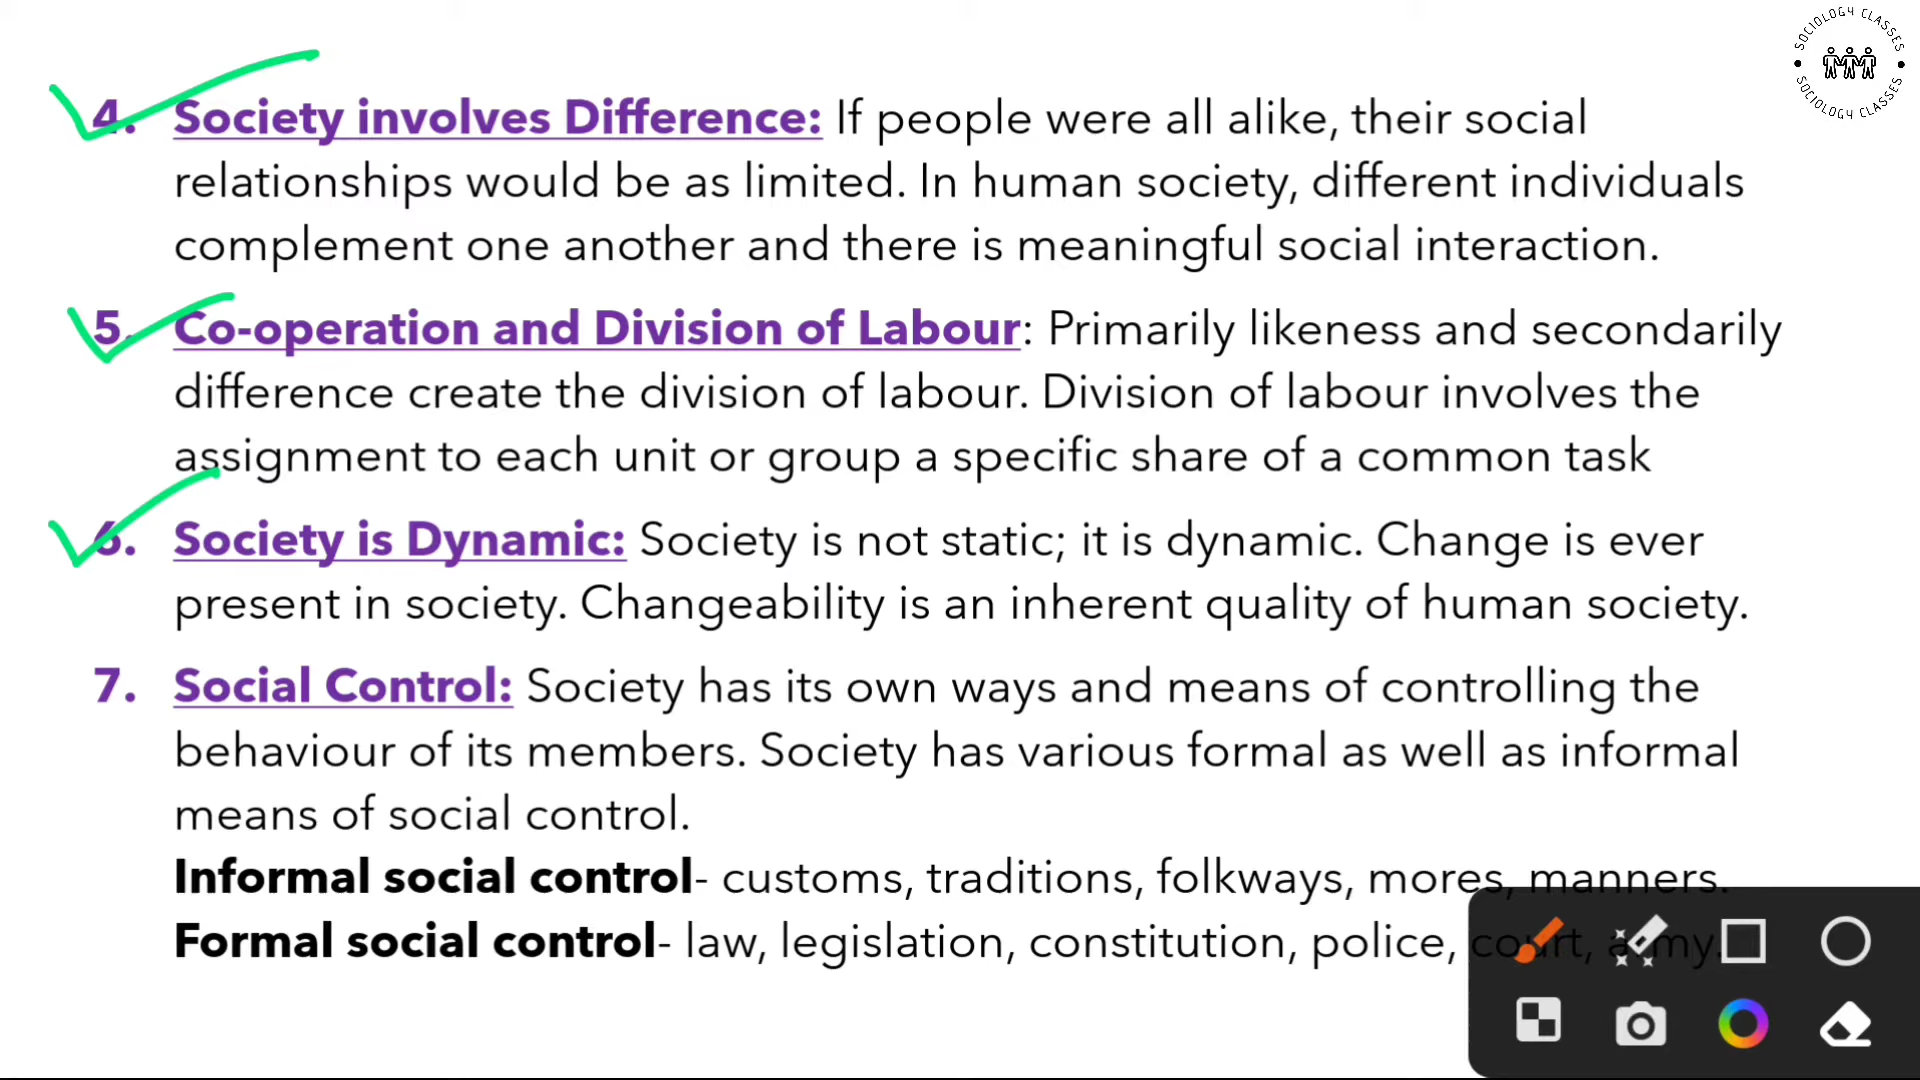 SOCIOLOGY CLASSES
SOCIOLOGY CLASSES
4. Society involves Difference: If people were all alike, their social
relationships would be as limited. In human society, different individuals
complement one another and there is meaningful social interaction.
5. Co-operation and Division of Labour: Primarily likeness and secondarily
difference create the division of labour. Division of labour involves the
assignment to each unit or group a specific share of a common task
6. Society is Dynamic: Society is not static; it is dynamic. Change is ever
present in society. Changeability is an inherent quality of human society.
7. Social Control: Society has its own ways and means of controlling the
behaviour of its members. Society has various formal as well as informal
means of social control.
Informal social control- customs, traditions, folkways, mores, manners.
Formal social control- law, legislation, constitution, police, court, army.